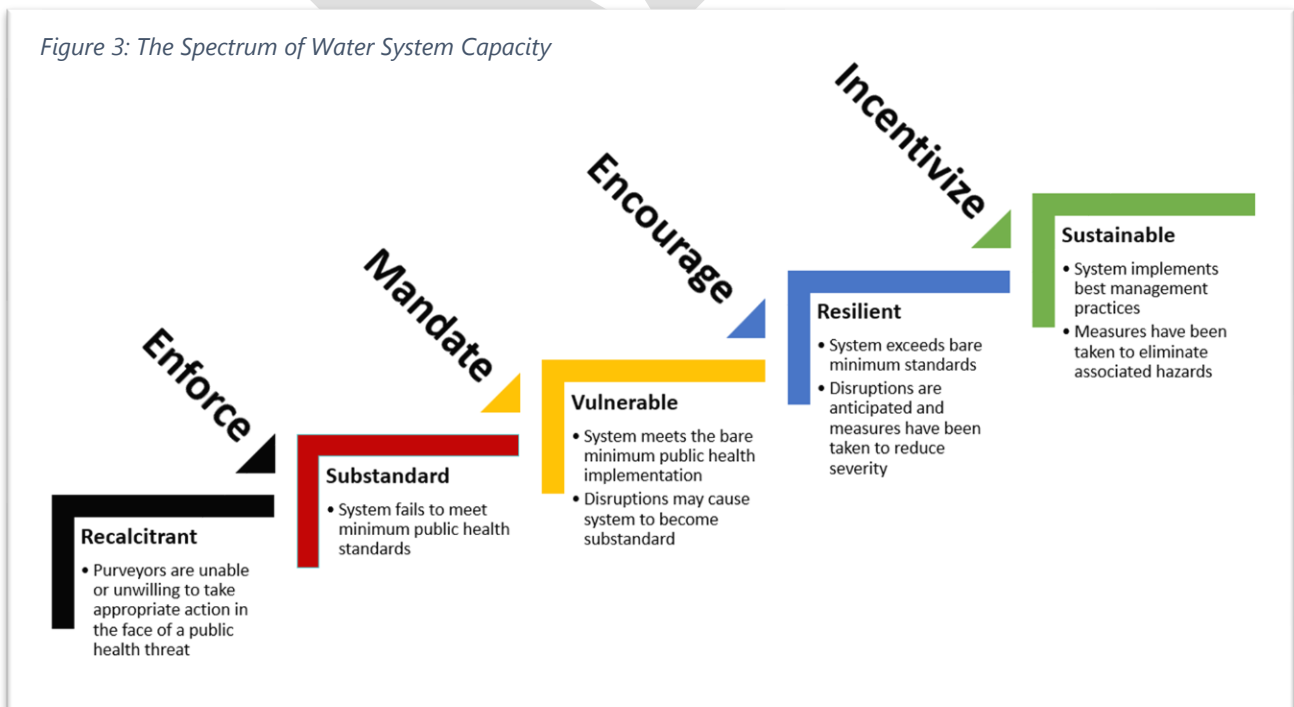 Figure 3: The Spectrum of Water System Capacity
Enforce
Mandate
Encourage
Incentivize
Recalcitrant
• Purveyors are unable
or unwilling to take
appropriate action in
the face of a public
health threat
Substandard
• System fails to meet
minimum public health
standards
Vulnerable
• System meets the bare
minimum public health
implementation
• Disruptions may cause
system to become
substandard
Resilient
• System exceeds bare
minimum standards
• Disruptions are
anticipated and
measures have been
taken to reduce
severity
Sustainable
• System implements
best management
practices
• Measures have been
taken to eliminate
associated hazards